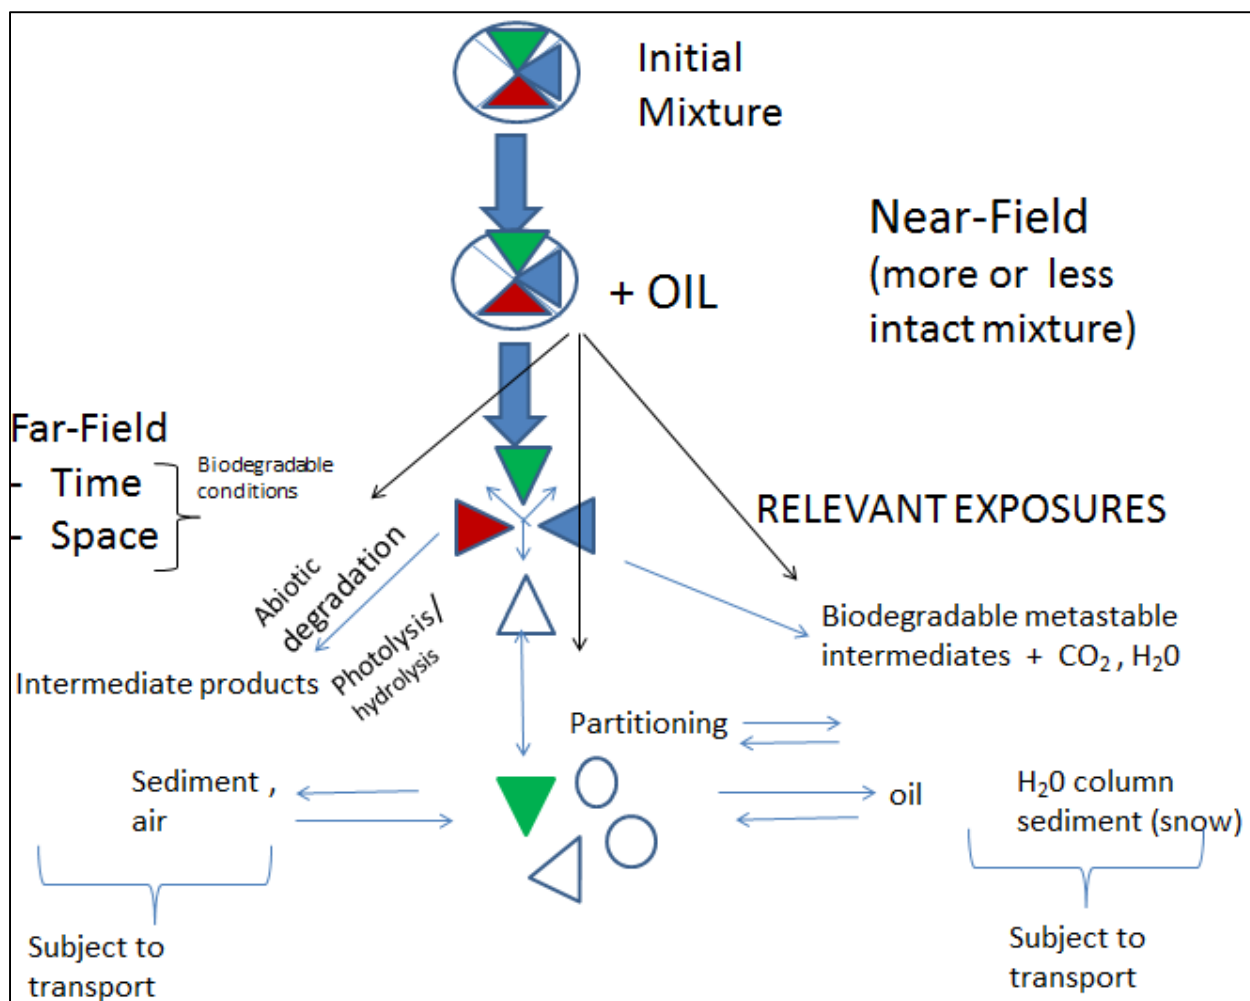 Initial
Mixture
Near-Field
(more or less
intact mixture)
+ OIL
Far-Field
- Time
- Space
Biodegradable
conditions
RELEVANT EXPOSURES
Abiotic
degradation
Photolysis/
hydrolysis
Intermediate products
Biodegradable metastable
intermediates + CO₂ , H₂0
Partitioning
Sediment ,
air
oil
H₂0 column
sediment (snow)
Subject to
transport
Subject to
transport